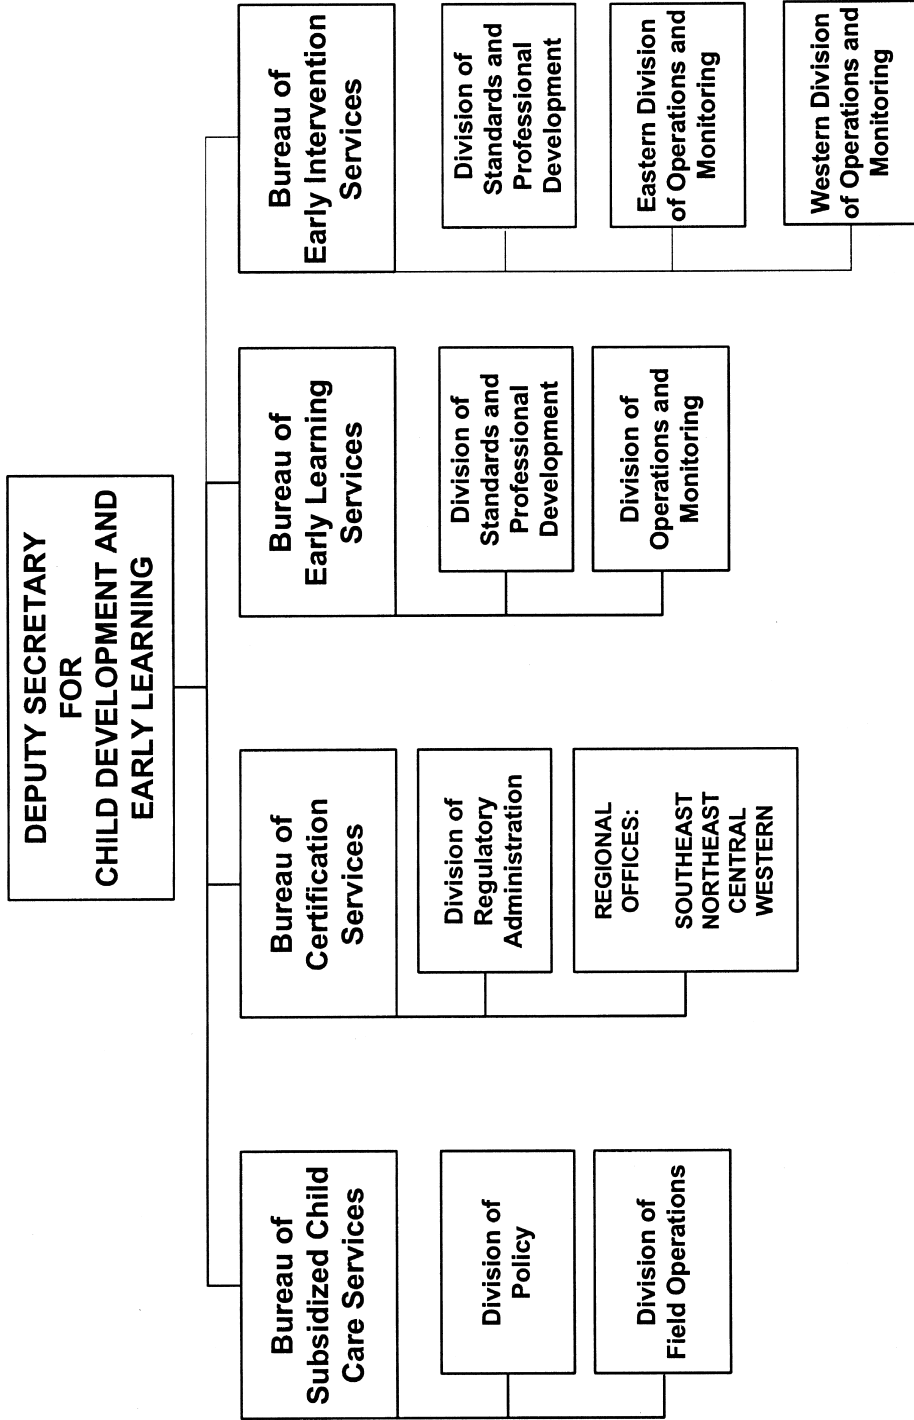 DEPUTY SECRETARY
FOR
CHILD DEVELOPMENT AND
EARLY LEARNING
Bureau of
Subsidized Child
Care Services
Division of
Policy
Division of
Field Operations
Bureau of
Certification
Services
Division of
Regulatory
Administration
REGIONAL
OFFICES:
SOUTHEAST
NORTHEAST
CENTRAL
WESTERN
Bureau of
Early Learning
Services
Division of
Standards and
Professional
Development
Division of
Operations and
Monitoring
Bureau of
Early Intervention
Services
Division of
Standards and
Professional
Development
Eastern Division
of Operations and
Monitoring
Western Division
of Operations and
Monitoring